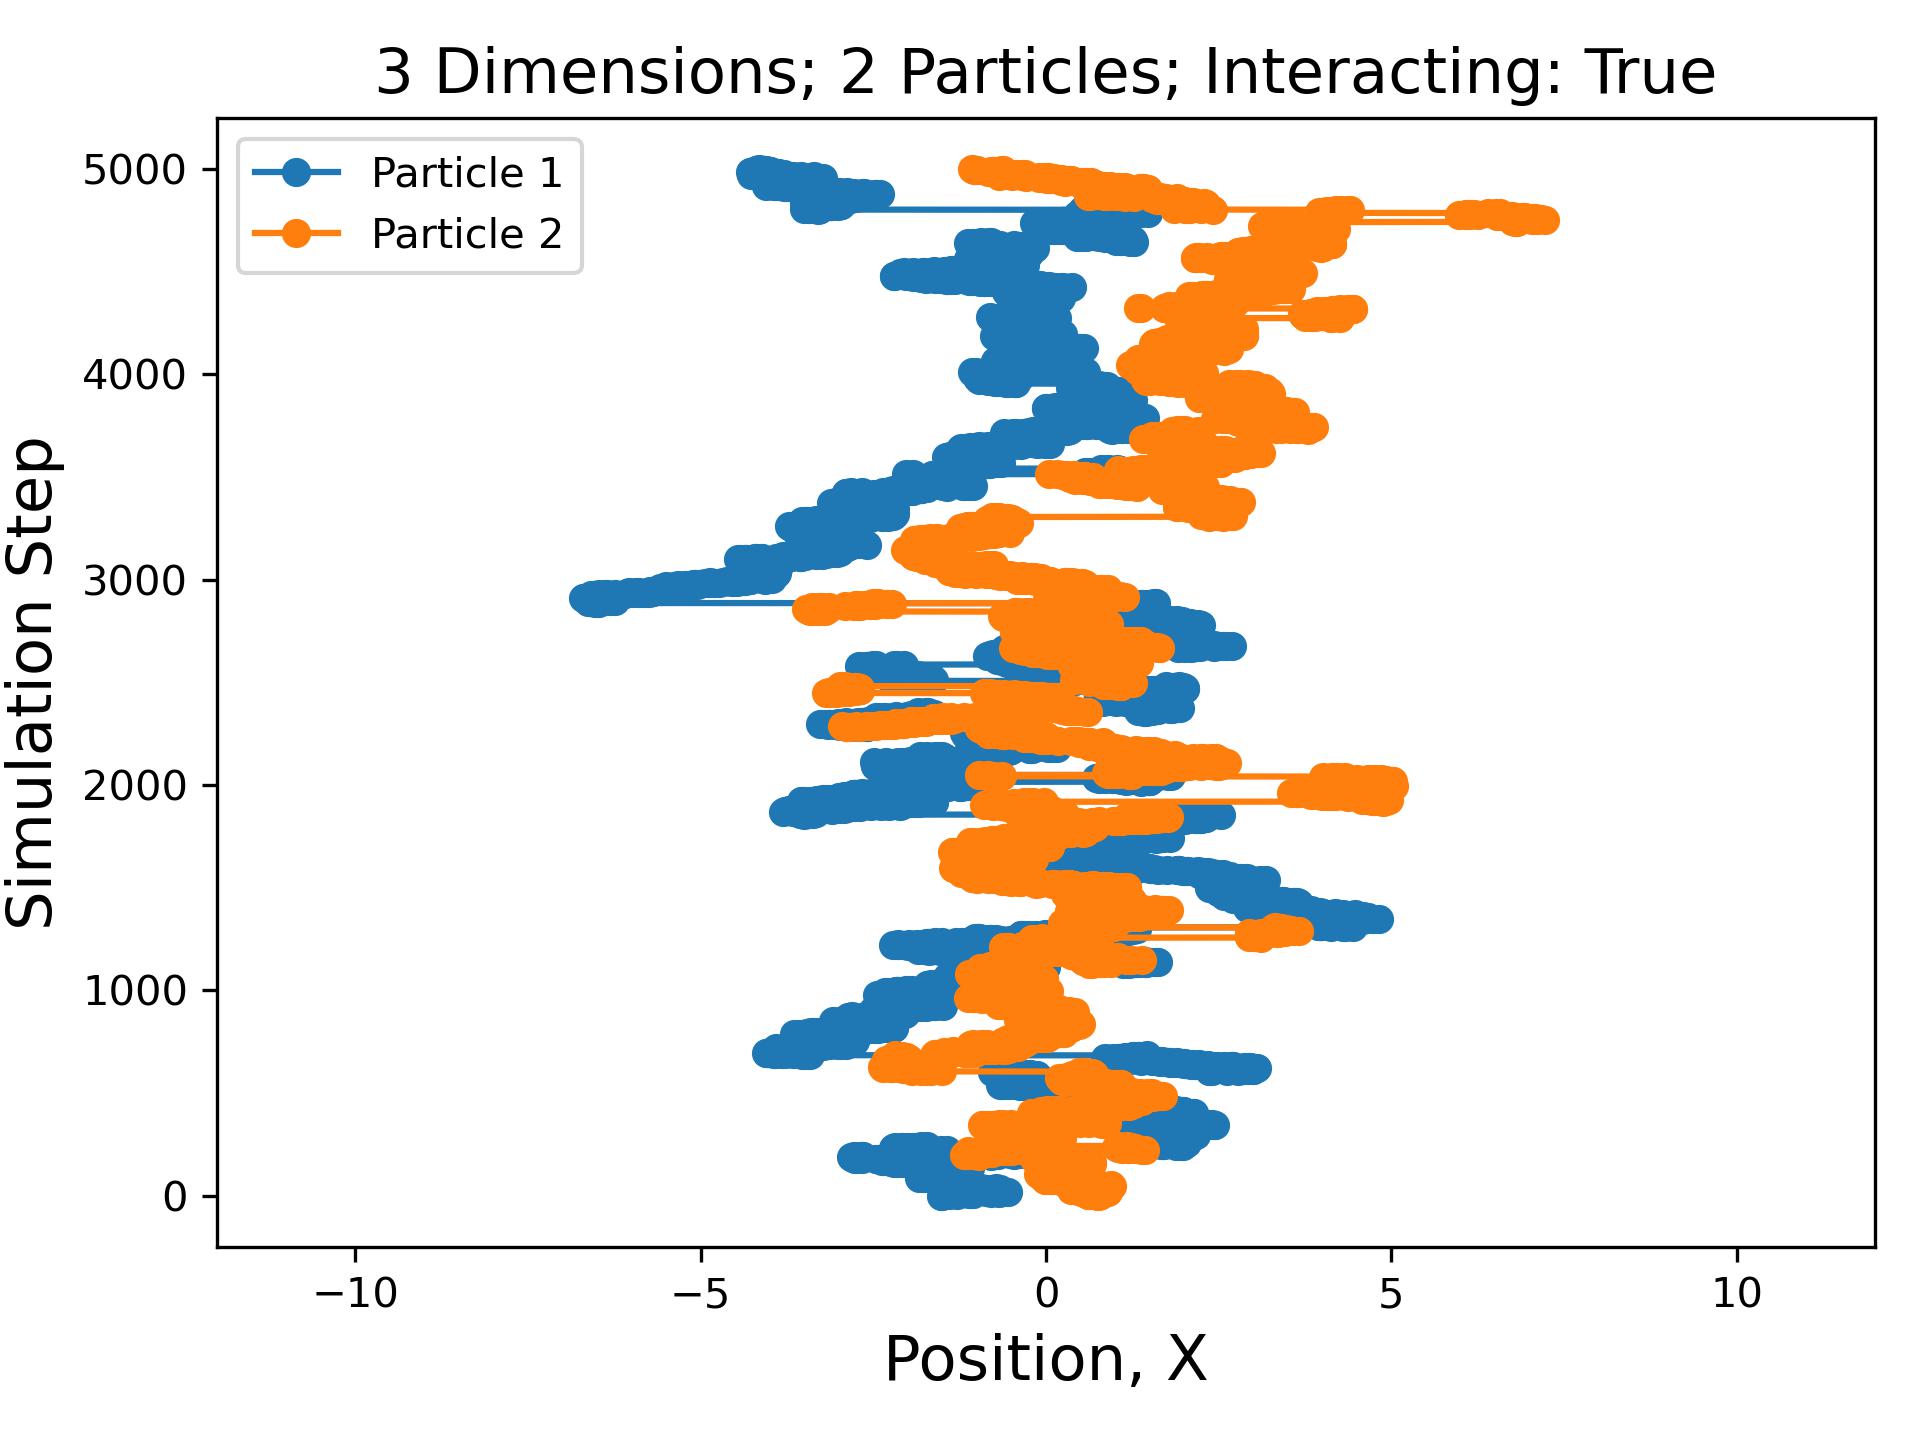 3 Dimensions; 2 Particles; Interacting: True
Particle 1
Particle 2
5000
4000
3000
2000
1000
0
Simulation Step
−10
−5
0
5
10
Position, X